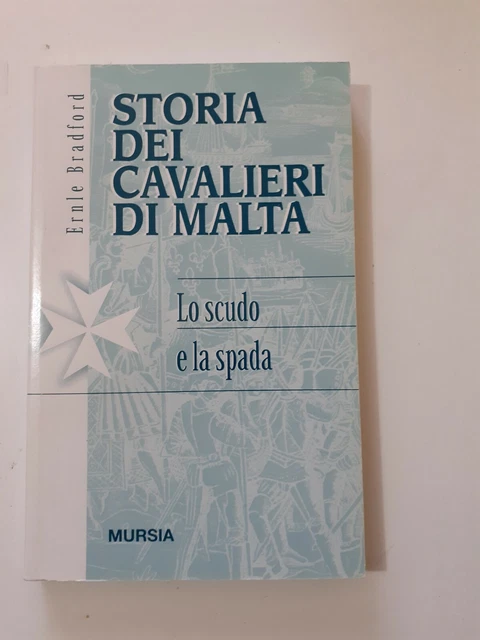 Ernle Bradford
STORIA
DEI
CAVALIERI
DI MALTA
Lo scudo
e la spada
MURSIA